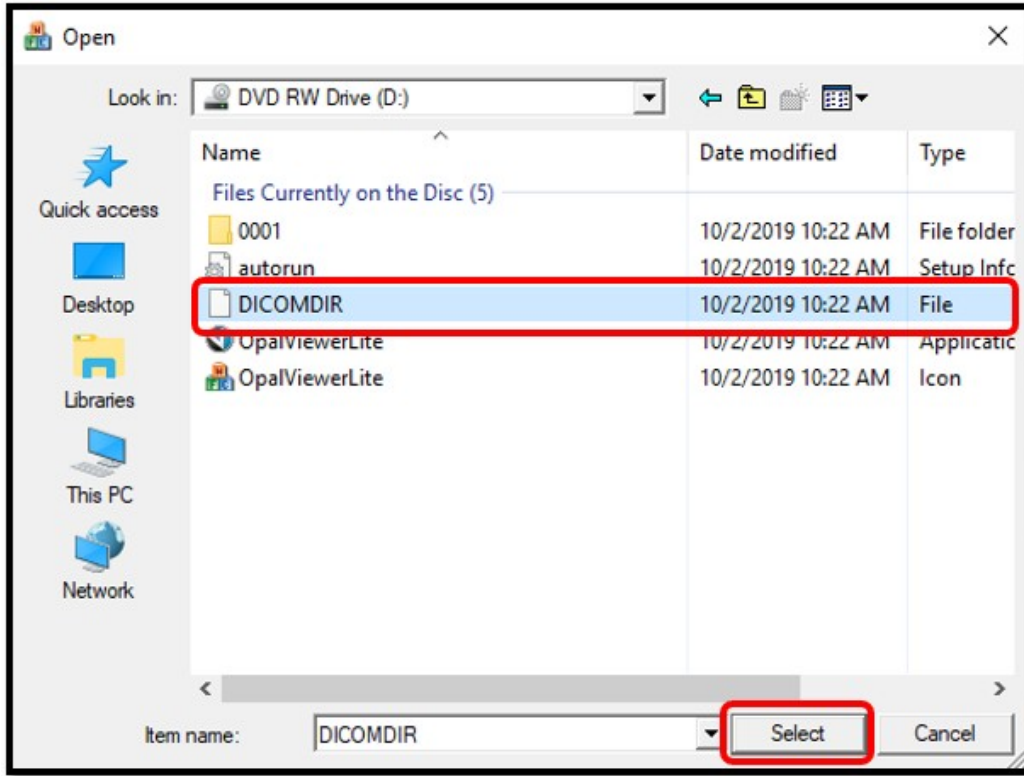 Open
Look in: DVD RW Drive (D:)
Name Date modified Type
Files Currently on the Disc (5)
0001 10/2/2019 10:22 AM File folder
autorun 10/2/2019 10:22 AM Setup Infc
DICOMDIR 10/2/2019 10:22 AM File
OpalViewerLite 10/2/2019 10:22 AM Applicatic
OpalViewerLite 10/2/2019 10:22 AM Icon
Quick access
Desktop
Libraries
This PC
Network
Item name: DICOMDIR Select Cancel